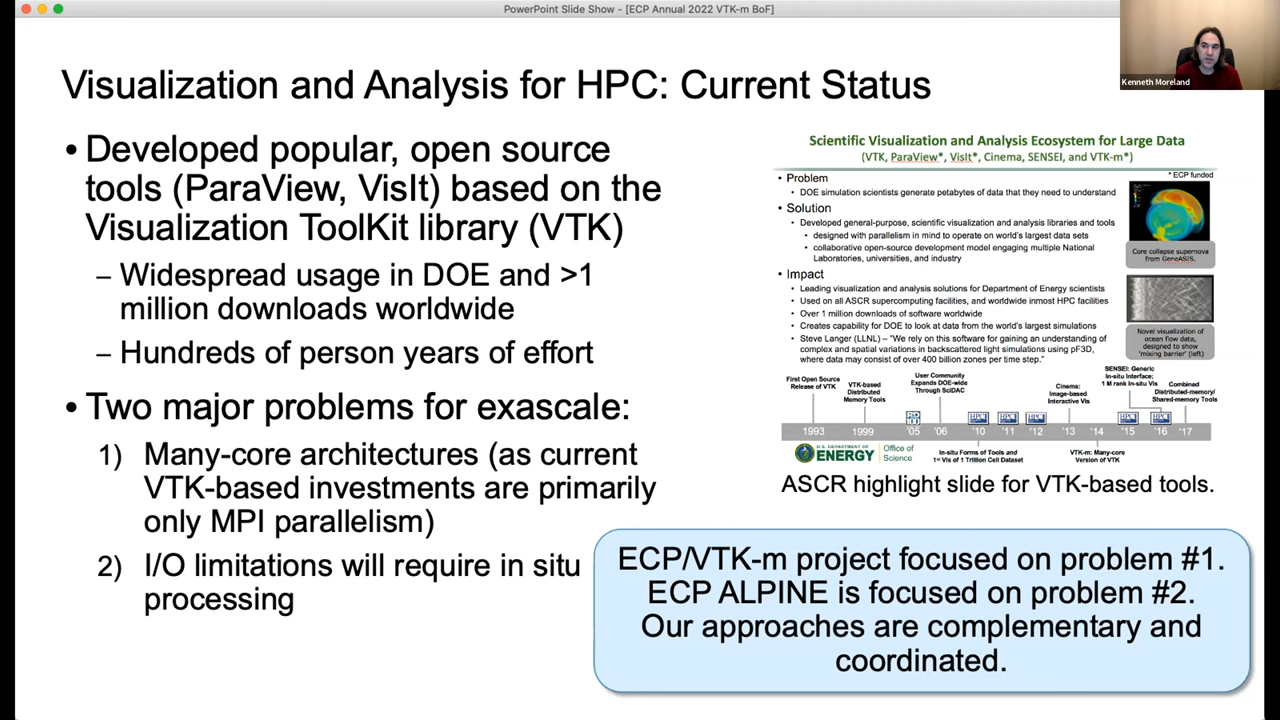 PowerPoint Slide Show - [ECP Annual 2022 VTK-m BoF]
Kenneth Moreland
Visualization and Analysis for HPC: Current Status
• Developed popular, open source
tools (ParaView, VisIt) based on the
Visualization ToolKit library (VTK)
– Widespread usage in DOE and >1
million downloads worldwide
– Hundreds of person years of effort
• Two major problems for exascale:
1) Many-core architectures (as current
VTK-based investments are primarily
only MPI parallelism)
2) I/O limitations will require in situ
processing
Scientific Visualization and Analysis Ecosystem for Large Data
(VTK, ParaView*, VisIt*, Cinema, SENSEI, and VTK-m*)
* ECP funded
• Problem
• DOE simulation scientists generate petabytes of data that they need to understand
• Solution
• Developed general-purpose, scientific visualization and analysis libraries and tools
• designed with parallelism in mind to operate on world's largest data sets
• collaborative open-source development model engaging multiple National
Laboratories, universities, and industry
• Impact
• Leading visualization and analysis solutions for Department of Energy scientists
• Used on all ASCR supercomputing facilities, and worldwide inmost HPC facilities
• Over 1 million downloads of software worldwide
• Creates capability for DOE to look at data from the world's largest simulations
• Steve Langer (LLNL) – "We rely on this software for gaining an understanding of
complex and spatial variations in backscattered light simulations using pF3D,
where data may consist of over 400 billion zones per time step."
Core collapse supernova
from GenASIS.
Novel visualization of
ocean flow data,
designed to show
'mixing barrier' (left)
First Open Source
Release of VTK
VTK-based
Distributed
Memory Tools
User Community
Expands DOE-wide
Through SciDAC
Cinema:
Image-based
Interactive Vis
SENSEI: Generic
In-situ Interface;
1 M rank In-situ Vis
Combined
Distributed-memory/
Shared-memory Tools
1993 1999 '05 '06 '10 '11 '12 '13 '14 '15 '16 '17
U.S. DEPARTMENT OF
ENERGY
Office of
Science
In-situ Forms of Tools and
1st Vis of 1 Trillion Cell Dataset
VTK-m: Many-core
Version of VTK
ASCR highlight slide for VTK-based tools.
ECP/VTK-m project focused on problem #1.
ECP ALPINE is focused on problem #2.
Our approaches are complementary and
coordinated.